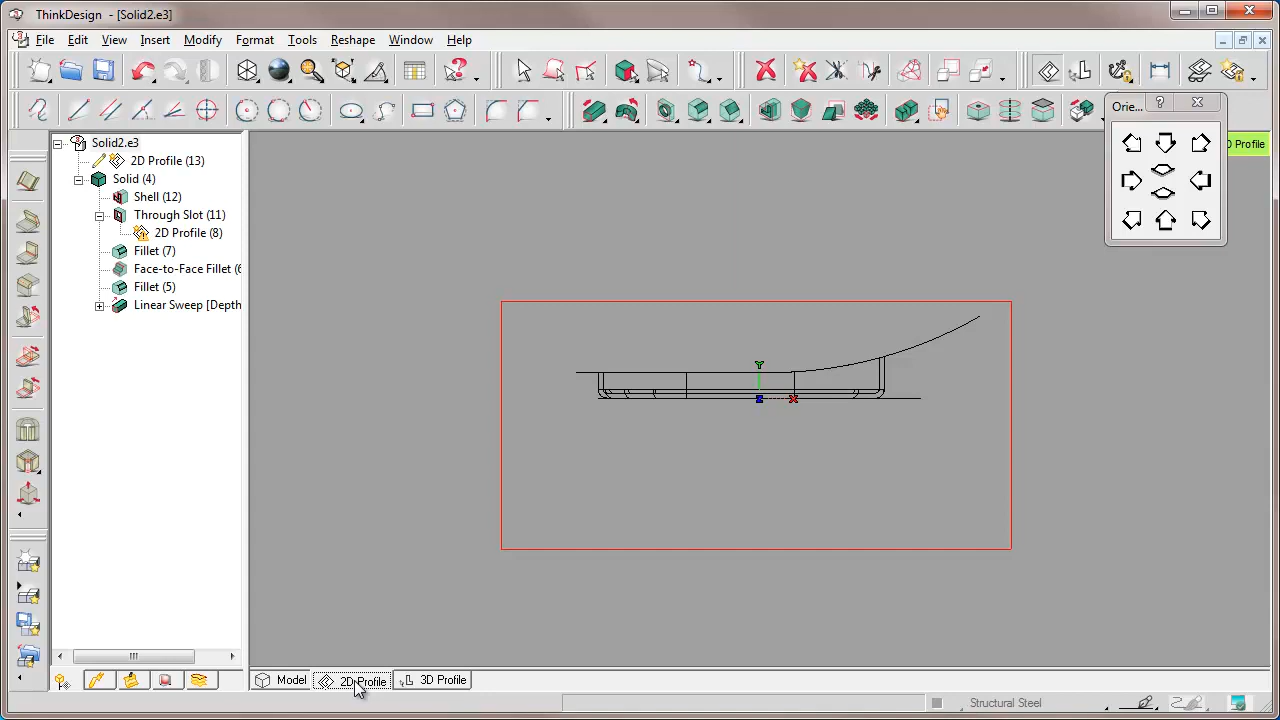 ThinkDesign - [Solid2.e3]
File Edit View Insert Modify Format Tools Reshape Window Help
Orie...
?
Solid2.e3
2D Profile (13)
Solid (4)
Shell (12)
Through Slot (11)
2D Profile (8)
Fillet (7)
Face-to-Face Fillet (6
Fillet (5)
Linear Sweep [Depth
D Profile
Y
Z
X
Model
2D Profile
3D Profile
Structural Steel